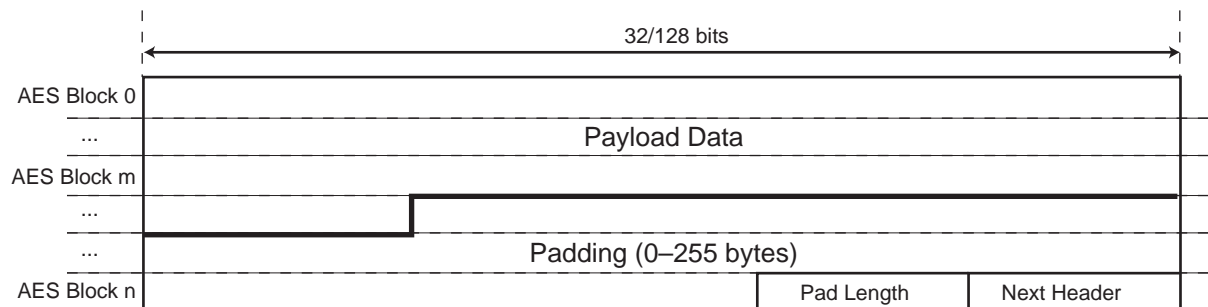 32/128 bits
AES Block 0
...
Payload Data
AES Block m
...
...
Padding (0–255 bytes)
AES Block n
Pad Length
Next Header